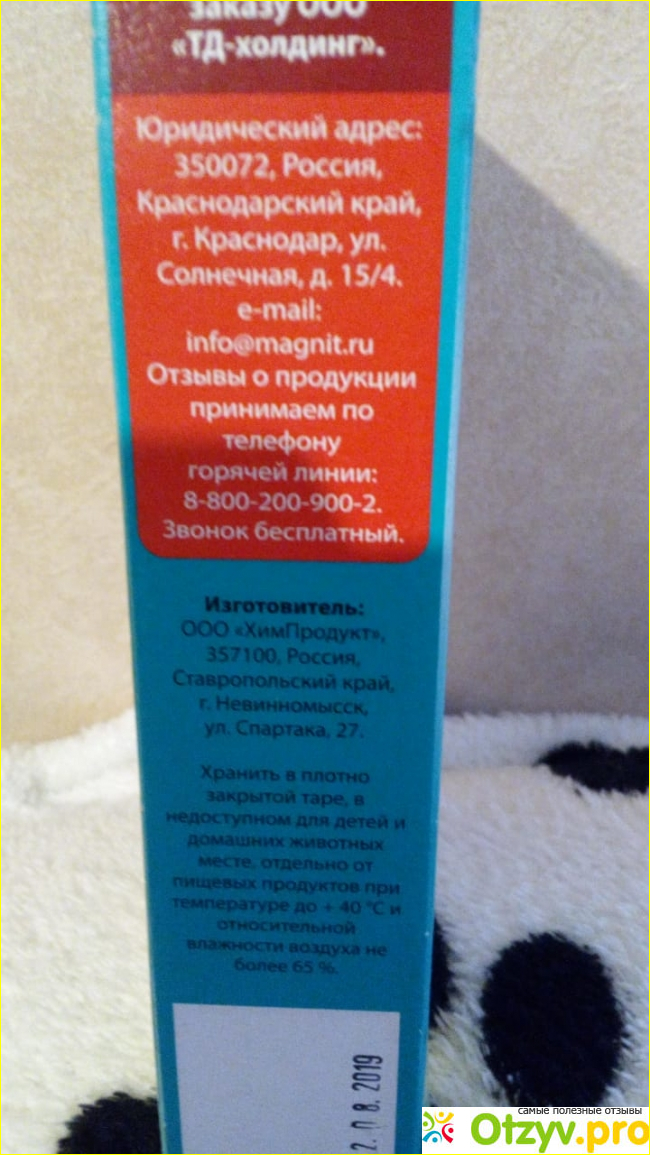 заказу ООО
«ТД-холдинг».
Юридический адрес:
350072, Россия,
Краснодарский край,
г. Краснодар, ул.
Солнечная, д. 15/4.
e-mail:
info@magnit.ru
Отзывы о продукции
принимаем по
телефону
горячей линии:
8-800-200-900-2.
Звонок бесплатный.
Изготовитель:
ООО «ХимПродукт»,
357100, Россия,
Ставропольский край,
г. Невинномысск,
ул. Спартака, 27.
Хранить в плотно
закрытой таре, в
недоступном для детей и
домашних животных
месте, отдельно от
пищевых продуктов при
температуре до + 40 °C и
относительной
влажности воздуха не
более 65 %.
2. 0 8. 2019
самые полезные отзывы
Otzyv.pro